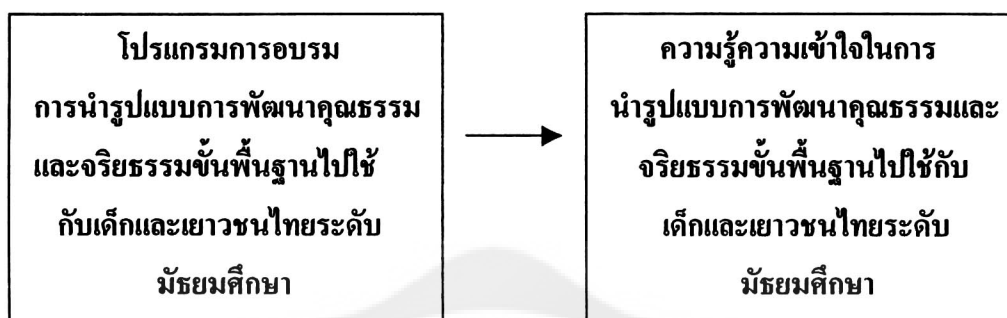 โปรแกรมการอบรม
การนำรูปแบบการพัฒนาคุณธรรม
และจริยธรรมขั้นพื้นฐานไปใช้
กับเด็กและเยาวชนไทยระดับ
มัธยมศึกษา
ความรู้ความเข้าใจในการ
นำรูปแบบการพัฒนาคุณธรรมและ
จริยธรรมขั้นพื้นฐานไปใช้กับ
เด็กและเยาวชนไทยระดับ
มัธยมศึกษา